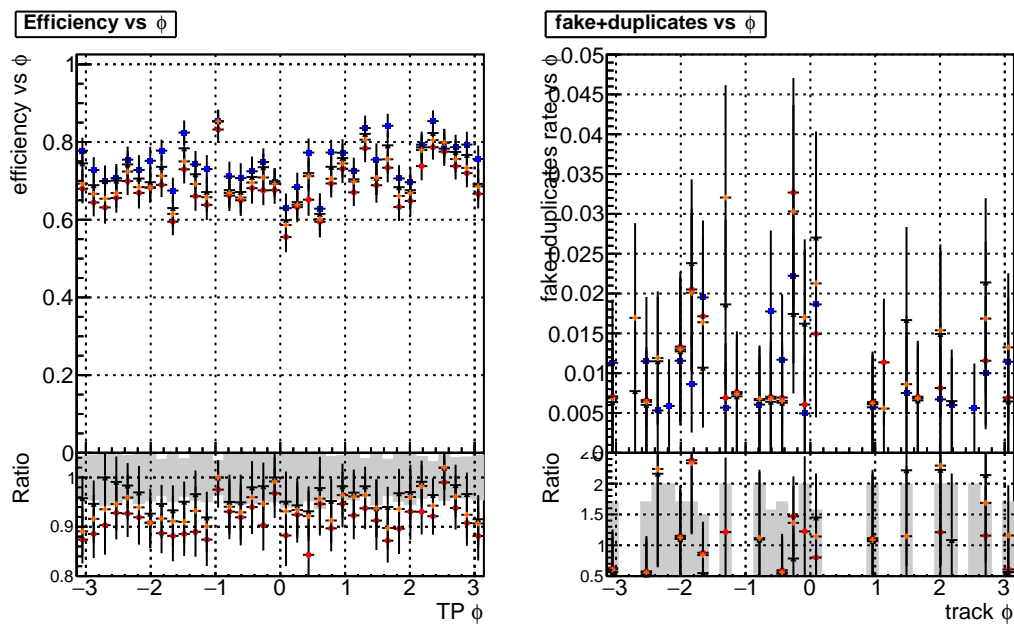 Efficiency vs ϕ
efficiency vs ϕ
1
0.8
0.6
0.4
0.2
0
Ratio
1
0.9
0.8
−3 −2 −1 0 1 2 3
TP ϕ
fake+duplicates vs ϕ
fake+duplicates rate vs ϕ
0.05
0.045
0.04
0.035
0.03
0.025
0.02
0.015
0.01
0.005
0
Ratio
2
1.5
1
0.5
−3 −2 −1 0 1 2 3
track ϕ